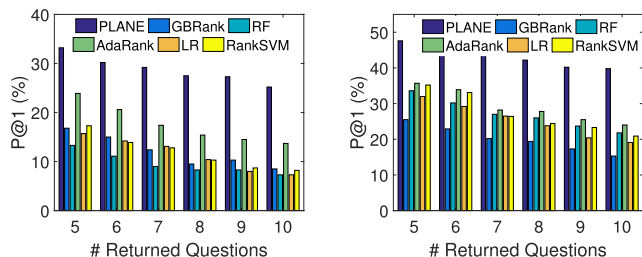 40
30
20
10
0
P@1 (%)
PLANE GBRank RF
AdaRank LR RankSVM
5 6 7 8 9 10
# Returned Questions
50
40
30
20
10
0
P@1 (%)
PLANE GBRank RF
AdaRank LR RankSVM
5 6 7 8 9 10
# Returned Questions